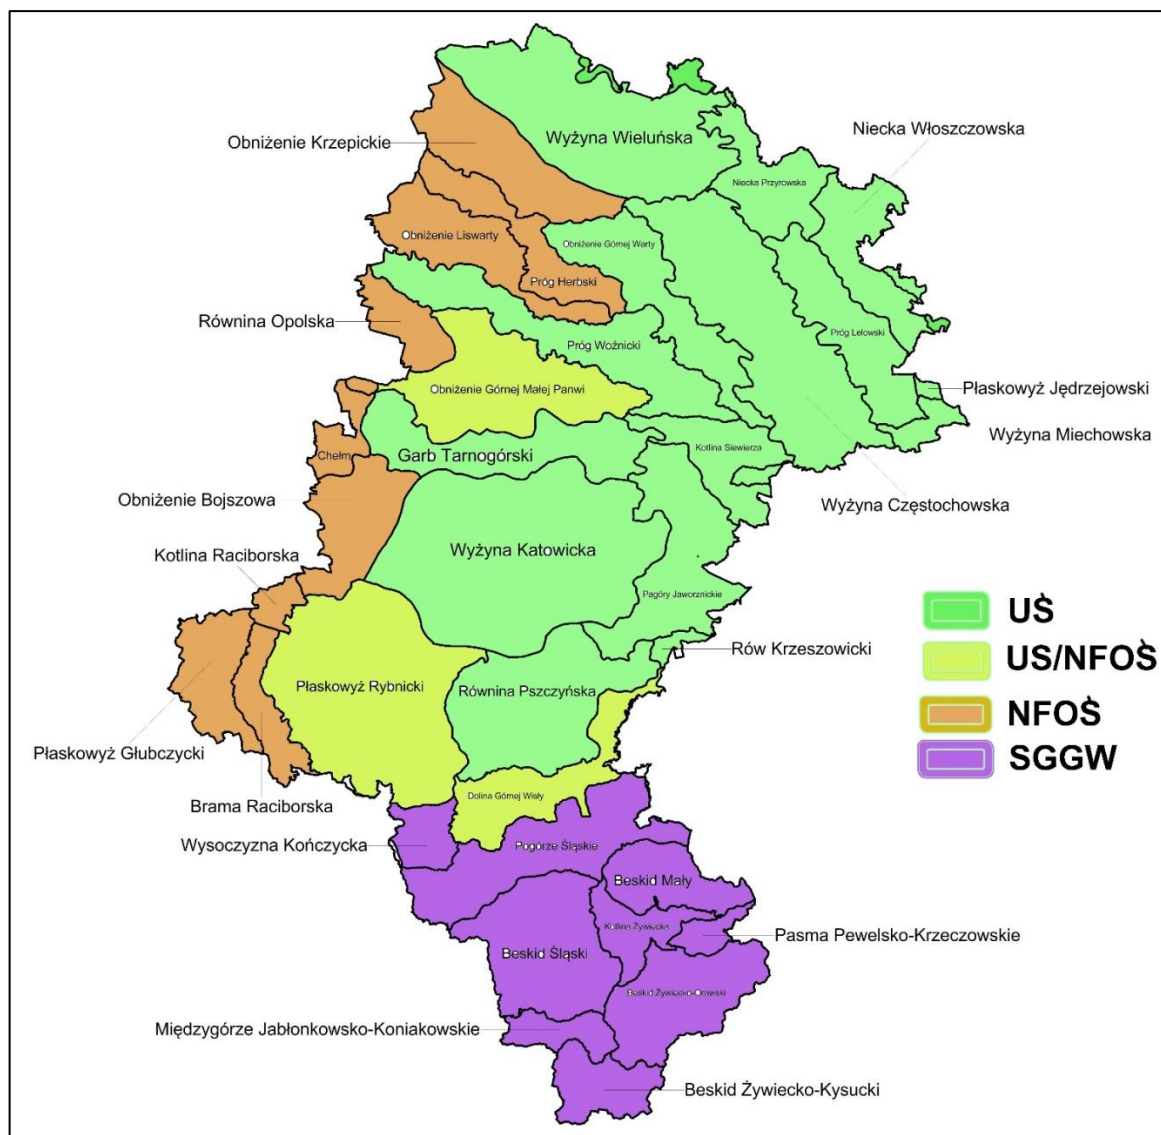 Wyżyna Wieluńska
Niecka Włoszczowska
Obniżenie Krzepickie
Niecka Przyrowska
Obniżenie Liswarty
Obniżenie Górnej Warty
Próg Herbski
Równina Opolska
Próg Woźnicki
Próg Lelowski
Obniżenie Górnej Małej Panwi
Płaskowyż Jędrzejowski
Wyżyna Miechowska
Chełm
Garb Tarnogórski
Kotlina Siewierza
Obniżenie Bojszowa
Wyżyna Częstochowska
Kotlina Raciborska
Wyżyna Katowicka
Pagóry Jaworznickie
UŚ
Rów Krzeszowicki
US/NFOŚ
Płaskowyż Rybnicki
Równina Pszczyńska
NFOŚ
Płaskowyż Głubczycki
SGGW
Brama Raciborska
Dolina Górnej Wisły
Wysoczyzna Kończycka
Pogórze Śląskie
Beskid Mały
Kotlina Żywiecka
Pasma Pewelsko-Krzeczowskie
Beskid Śląski
Beskid Żywiecko-Orawski
Międzygórze Jabłonkowsko-Koniakowskie
Beskid Żywiecko-Kysucki